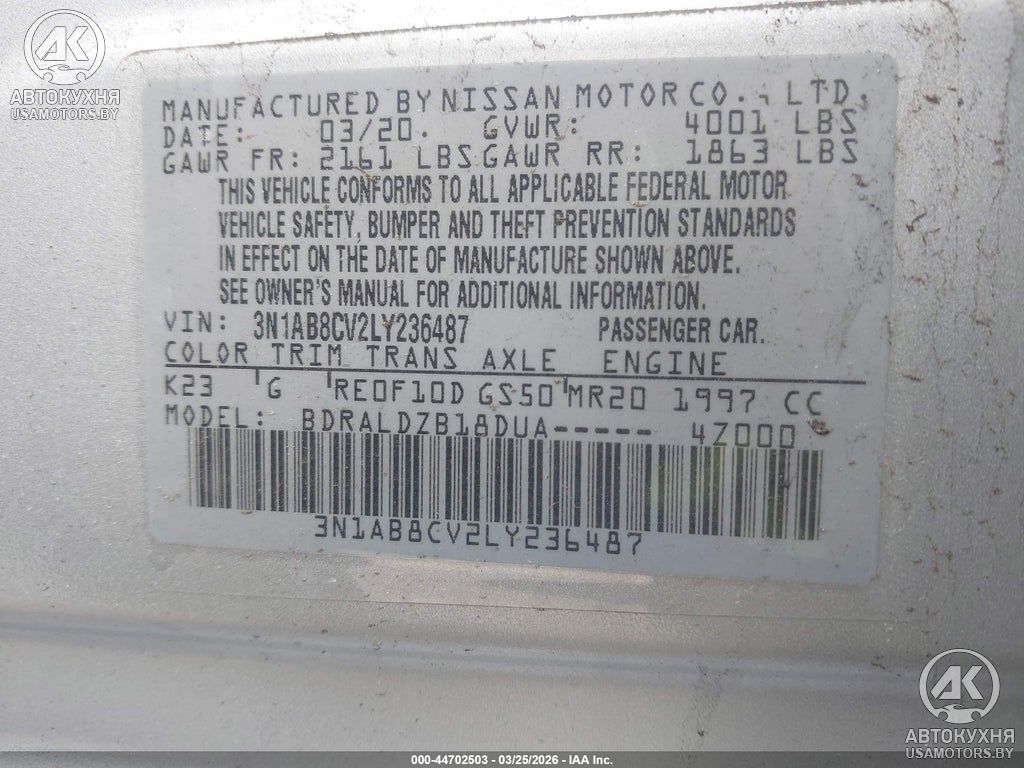 AK
АВТОКУХНЯ
USAMOTORS.BY
MANUFACTURED BY NISSAN MOTOR CO., LTD.
DATE: 03/20. GVWR: 4001 LBS
GAWR FR: 2161 LBS GAWR RR: 1863 LBS
THIS VEHICLE CONFORMS TO ALL APPLICABLE FEDERAL MOTOR
VEHICLE SAFETY, BUMPER AND THEFT PREVENTION STANDARDS
IN EFFECT ON THE DATE OF MANUFACTURE SHOWN ABOVE.
SEE OWNER'S MANUAL FOR ADDITIONAL INFORMATION.
VIN: 3N1AB8CV2LY236487 PASSENGER CAR.
COLOR TRIM TRANS AXLE ENGINE
K23 G RE0F10D GS50 MR20 1997 CC
MODEL: BDRALDZB18DUA----- 4Z000
3N1AB8CV2LY236487
AK
АВТОКУХНЯ
USAMOTORS.BY
000-44702503 - 03/25/2026 - IAA Inc.